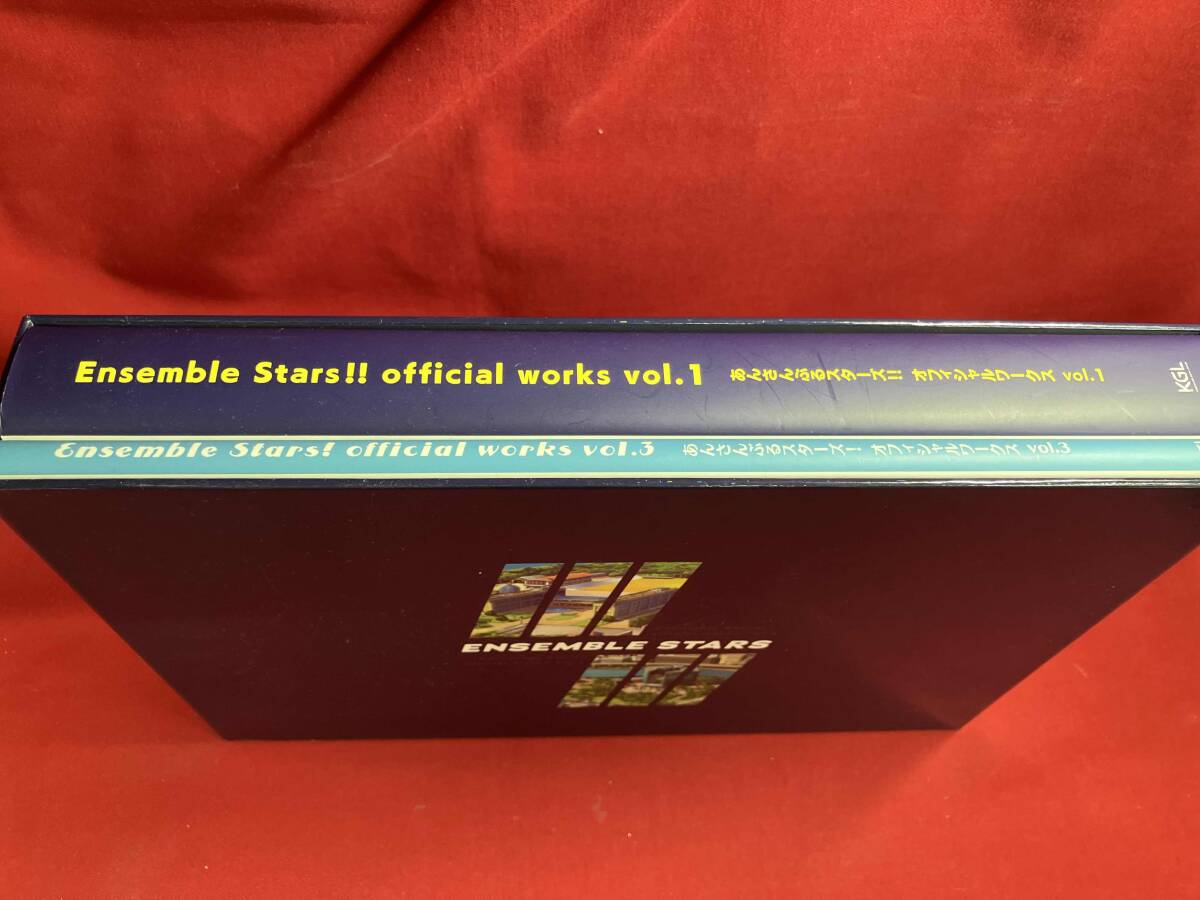 Ensemble Stars!! official works vol.1 あんさんぶるスターズ!! オフィシャルワークス vol.1 KGL
Ensemble Stars! official works vol.3 あんさんぶるスターズ! オフィシャルワークス vol.3
ENSEMBLE STARS